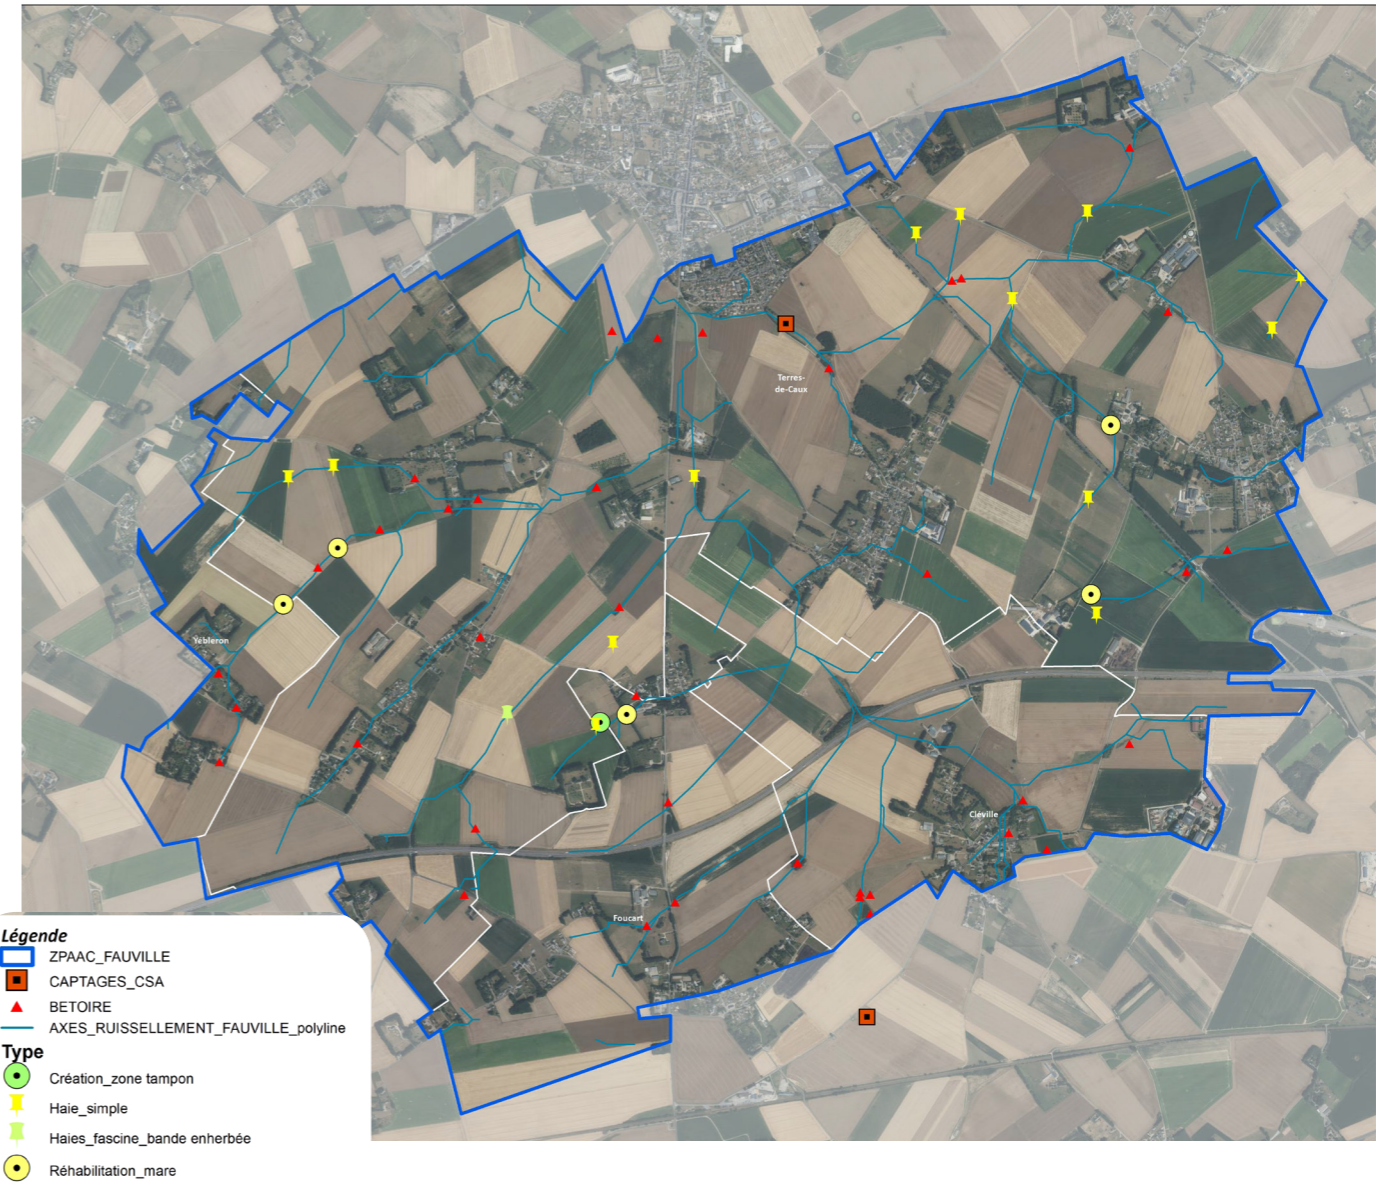 Terres-
de-Caux
Yébleron
Cléville
Foucart
Légende
ZPAAC_FAUVILLE
CAPTAGES_CSA
BETOIRE
AXES_RUISSELLEMENT_FAUVILLE_polyline
Type
Création_zone tampon
Haie_simple
Haies_fascine_bande enherbée
Réhabilitation_mare